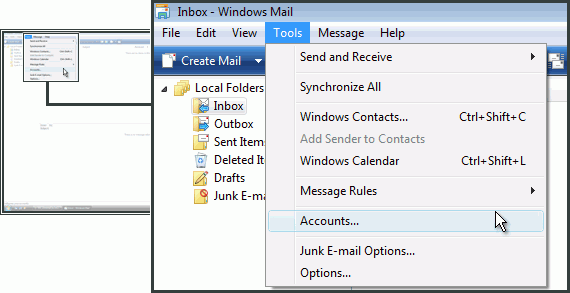 Inbox - Windows Mail
File Edit View Tools Message Help
Create Mail
Local Folders
Inbox
Outbox
Sent Items
Deleted It
Drafts
Junk E-ma
Send and Receive
Synchronize All
Windows Contacts... Ctrl+Shift+C
Add Sender to Contacts
Windows Calendar Ctrl+Shift+L
Message Rules
Accounts...
Junk E-mail Options...
Options...